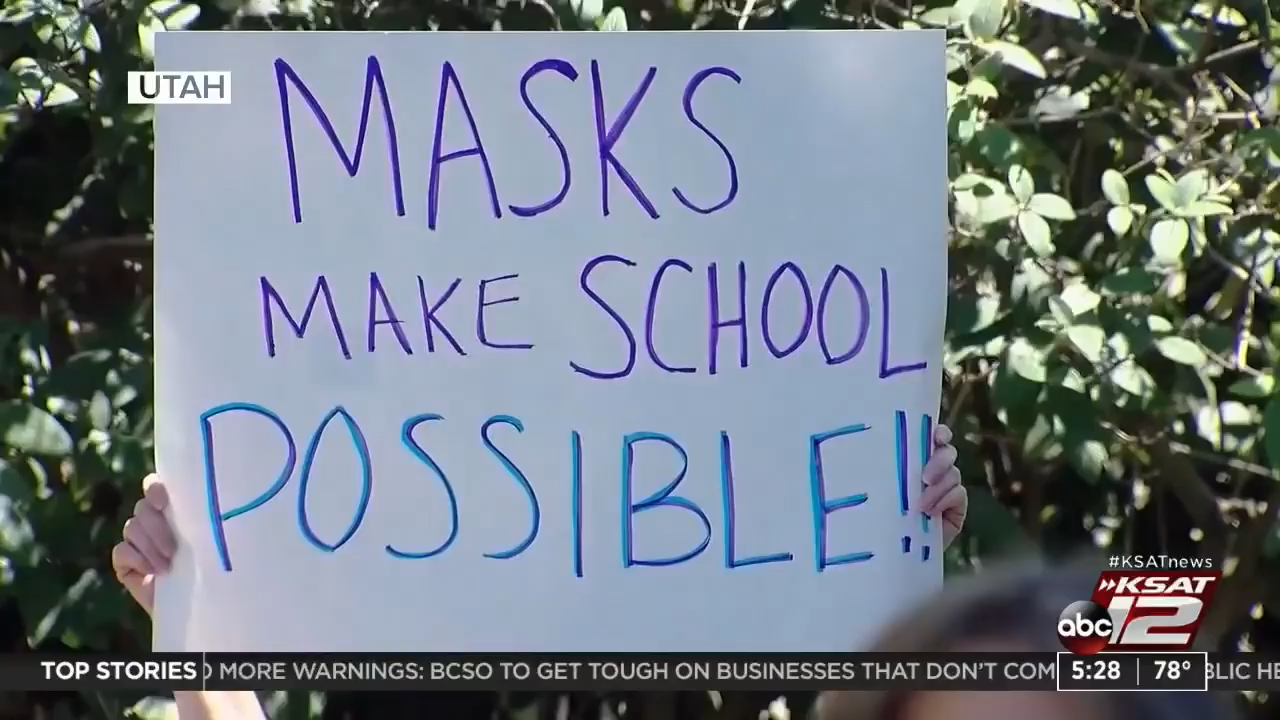 UTAH
MASKS
MAKE SCHOOL
POSSIBLE!!
#KSATnews
KSAT
abc 12
TOP STORIES MORE WARNINGS: BCSO TO GET TOUGH ON BUSINESSES THAT DON'T 5:28 78°